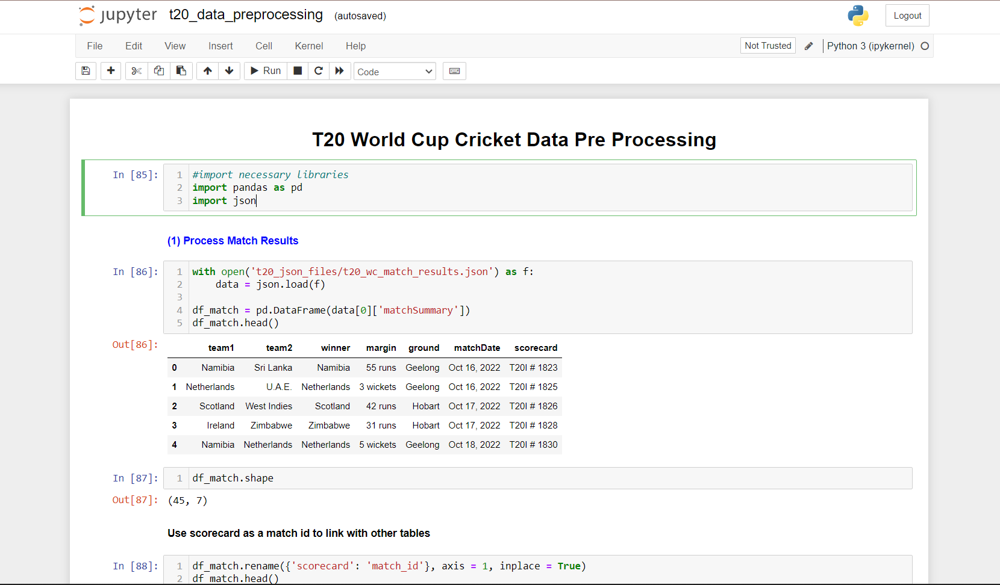 jupyter t20_data_preprocessing (autosaved) Logout
File Edit View Insert Cell Kernel Help Not Trusted Python 3 (ipykernel)
Run Code
T20 World Cup Cricket Data Pre Processing
In [85]: 1 #import necessary libraries
2 import pandas as pd
3 import json
(1) Process Match Results
In [86]: 1 with open('t20_json_files/t20_wc_match_results.json') as f:
2     data = json.load(f)
3
4 df_match = pd.DataFrame(data[0]['matchSummary'])
5 df_match.head()
Out[86]:
team1 team2 winner margin ground matchDate scorecard
0 Namibia Sri Lanka Namibia 55 runs Geelong Oct 16, 2022 T20I # 1823
1 Netherlands U.A.E. Netherlands 3 wickets Geelong Oct 16, 2022 T20I # 1825
2 Scotland West Indies Scotland 42 runs Hobart Oct 17, 2022 T20I # 1826
3 Ireland Zimbabwe Zimbabwe 31 runs Hobart Oct 17, 2022 T20I # 1828
4 Namibia Netherlands Netherlands 5 wickets Geelong Oct 18, 2022 T20I # 1830
In [87]: 1 df_match.shape
Out[87]: (45, 7)
Use scorecard as a match id to link with other tables
In [88]: 1 df_match.rename({'scorecard': 'match_id'}, axis = 1, inplace = True)
2 df_match.head()